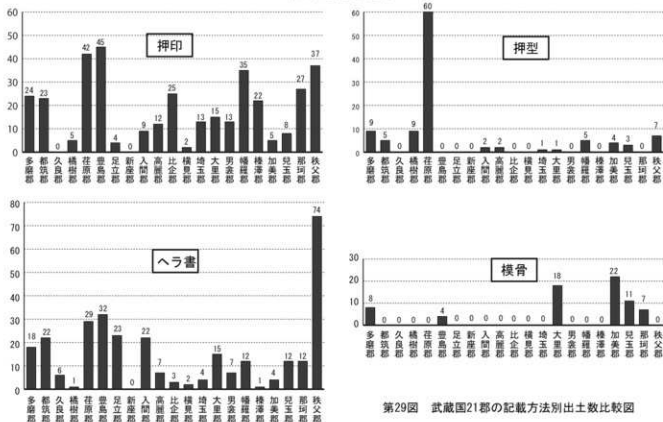 押印
60
50
40
30
20
10
0
24 23 0 5 42 45 4 0 9 12 25 2 13 15 13 35 22 5 8 27 37
多磨郡 都筑郡 久良郡 橘樹郡 荏原郡 豊島郡 足立郡 新座郡 入間郡 高麗郡 比企郡 横見郡 埼玉郡 大里郡 男衾郡 幡羅郡 榛澤郡 加美郡 兒玉郡 那珂郡 秩父郡
押型
60
50
40
30
20
10
0
9 5 0 9 60 0 0 0 2 2 0 0 1 1 0 5 0 4 3 0 7
多磨郡 都筑郡 久良郡 橘樹郡 荏原郡 豊島郡 足立郡 新座郡 入間郡 高麗郡 比企郡 横見郡 埼玉郡 大里郡 男衾郡 幡羅郡 榛澤郡 加美郡 兒玉郡 那珂郡 秩父郡
ヘラ書
80
70
60
50
40
30
20
10
0
18 22 6 1 29 32 23 0 22 7 3 2 4 15 7 12 1 4 12 12 74
多磨郡 都筑郡 久良郡 橘樹郡 荏原郡 豊島郡 足立郡 新座郡 入間郡 高麗郡 比企郡 横見郡 埼玉郡 大里郡 男衾郡 幡羅郡 榛澤郡 加美郡 兒玉郡 那珂郡 秩父郡
模骨
30
20
10
0
8 0 0 0 0 4 0 0 0 0 0 0 0 18 0 0 0 22 11 7 0
多磨郡 都筑郡 久良郡 橘樹郡 荏原郡 豊島郡 足立郡 新座郡 入間郡 高麗郡 比企郡 横見郡 埼玉郡 大里郡 男衾郡 幡羅郡 榛澤郡 加美郡 兒玉郡 那珂郡 秩父郡
第29図 武蔵国21郡の記載方法別出土数比較図